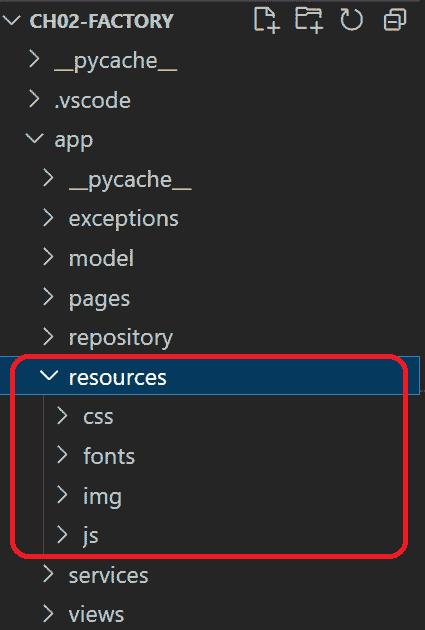 CH02-FACTORY
__pycache__
.vscode
app
__pycache__
exceptions
model
pages
repository
resources
css
fonts
img
js
services
views